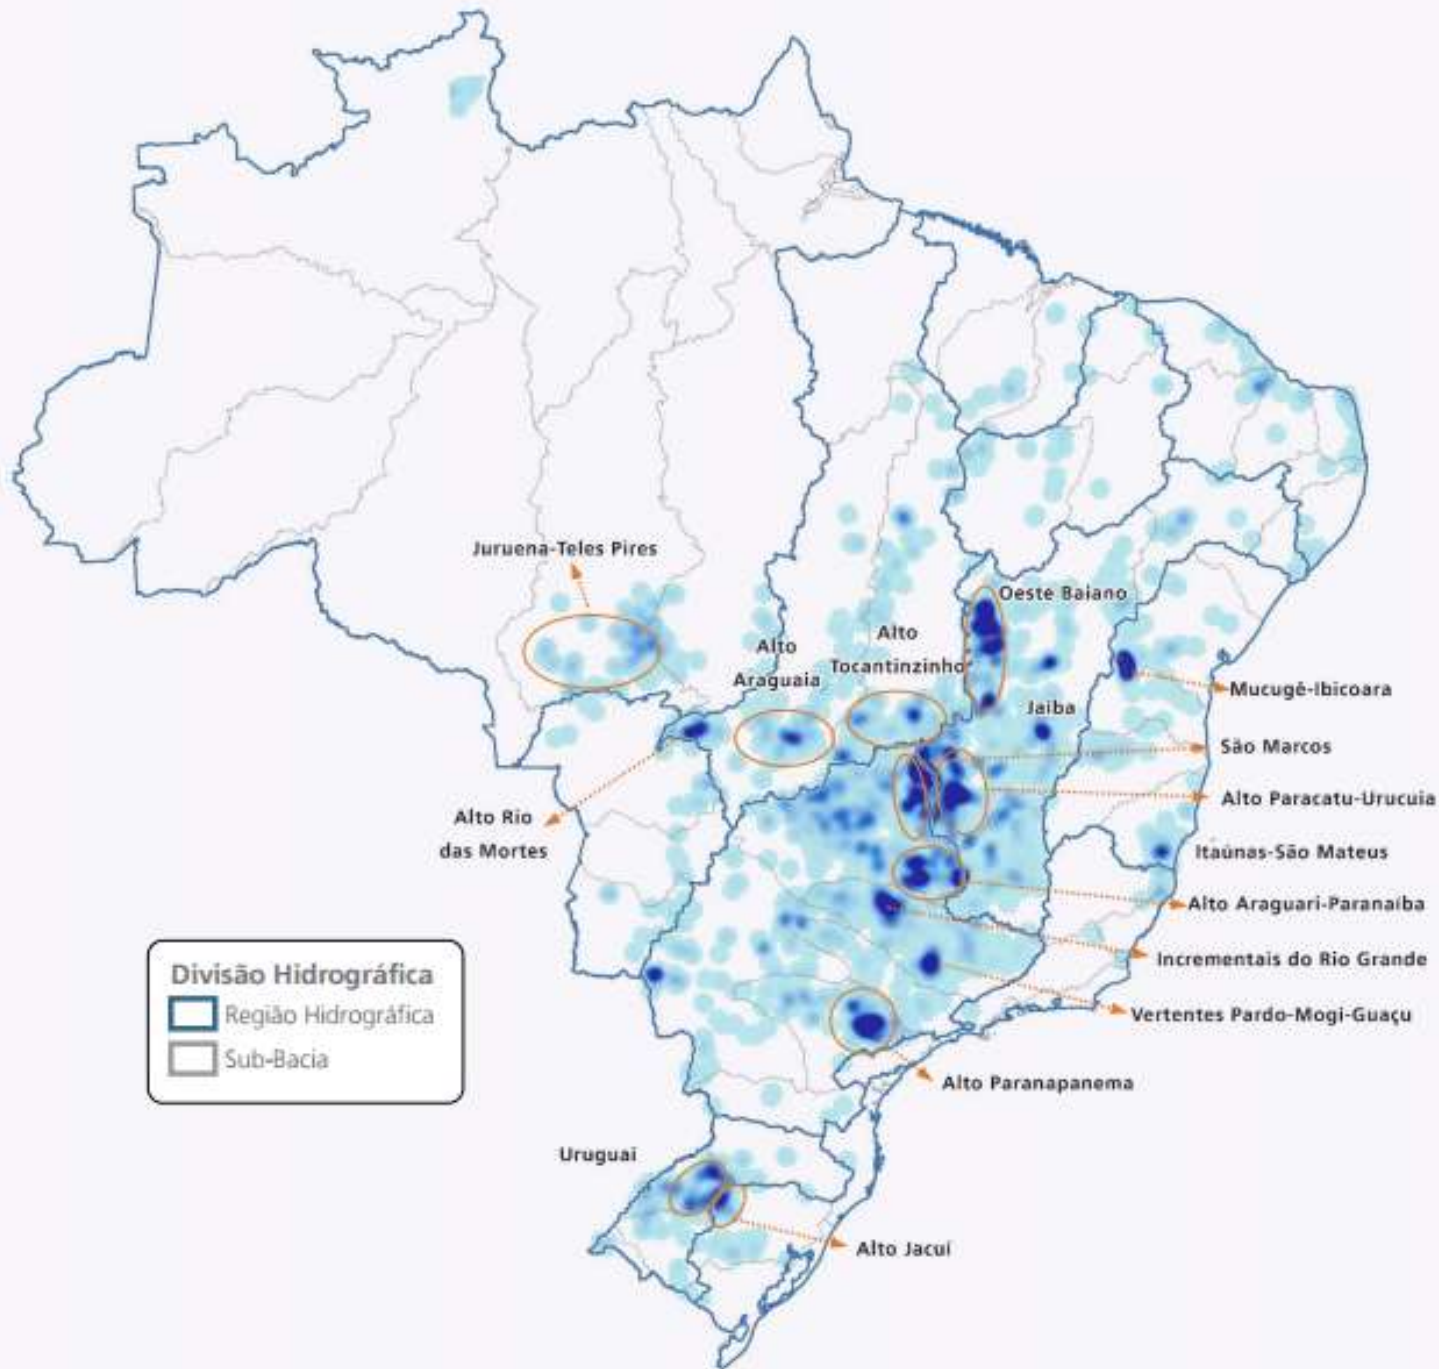 Juruena-Teles Pires
Oeste Baiano
Alto
Tocantinzinho
Alto
Araguaia
Mucugê-Ibicoara
Jaiba
São Marcos
Alto Paracatu-Urucuia
Alto Rio
das Mortes
Itaúnas-São Mateus
Alto Araguari-Paranaíba
Incrementais do Rio Grande
Vertentes Pardo-Mogi-Guaçu
Divisão Hidrográfica
Região Hidrográfica
Sub-Bacia
Alto Paranapanema
Uruguai
Alto Jacuí